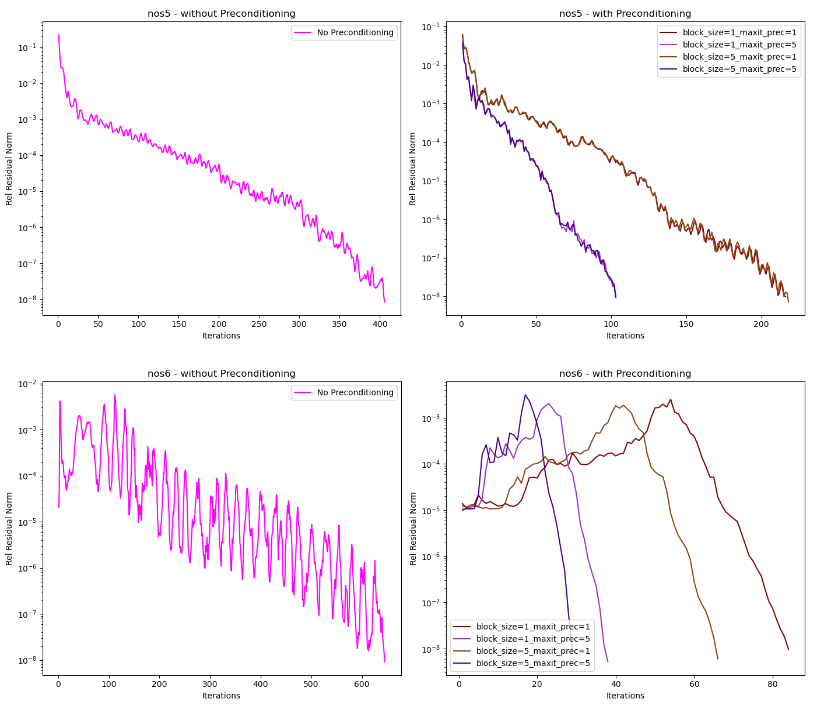 nos5 - without Preconditioning
No Preconditioning
Rel Residual Norm
10⁻¹
10⁻²
10⁻³
10⁻⁴
10⁻⁵
10⁻⁶
10⁻⁷
10⁻⁸
0 50 100 150 200 250 300 350 400
Iterations
nos5 - with Preconditioning
block_size=1_maxit_prec=1
block_size=1_maxit_prec=5
block_size=5_maxit_prec=1
block_size=5_maxit_prec=5
Rel Residual Norm
10⁻¹
10⁻²
10⁻³
10⁻⁴
10⁻⁵
10⁻⁶
10⁻⁷
10⁻⁸
0 50 100 150 200
Iterations
nos6 - without Preconditioning
No Preconditioning
Rel Residual Norm
10⁻²
10⁻³
10⁻⁴
10⁻⁵
10⁻⁶
10⁻⁷
10⁻⁸
0 100 200 300 400 500 600
Iterations
nos6 - with Preconditioning
Rel Residual Norm
10⁻³
10⁻⁴
10⁻⁵
10⁻⁶
10⁻⁷
10⁻⁸
block_size=1_maxit_prec=1
block_size=1_maxit_prec=5
block_size=5_maxit_prec=1
block_size=5_maxit_prec=5
0 20 40 60 80
Iterations